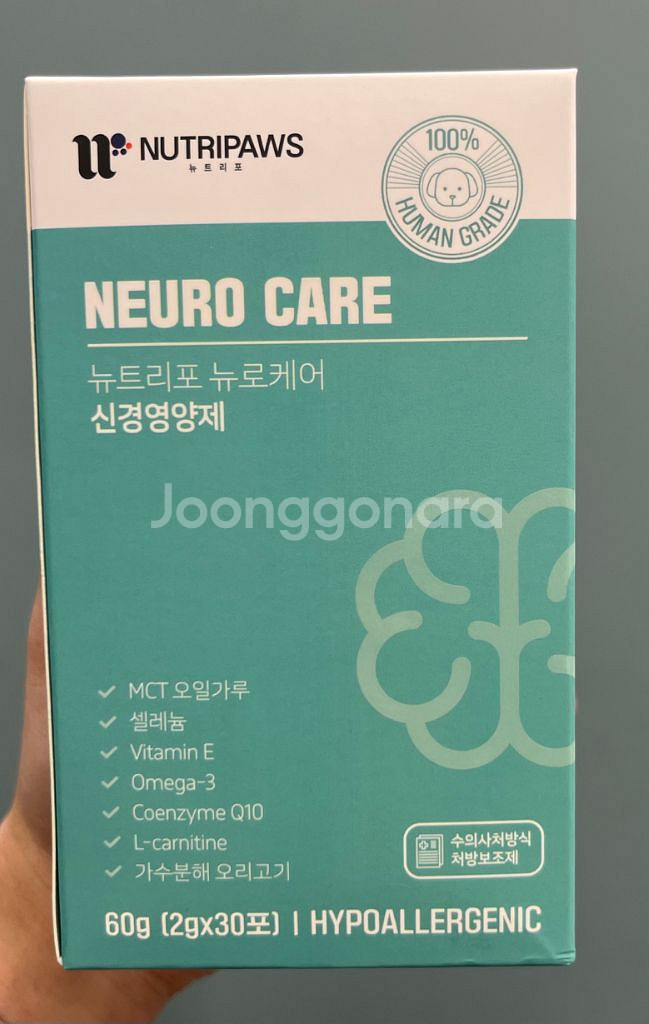 NUTRIPAWS
뉴트리포
100%
HUMAN GRADE
NEURO CARE
뉴트리포 뉴로케어
신경영양제
Joonggonara
MCT 오일가루
셀레늄
Vitamin E
Omega-3
Coenzyme Q10
L-carnitine
가수분해 오리고기
수의사처방식
처방보조제
60g (2gx30포) | HYPOALLERGENIC